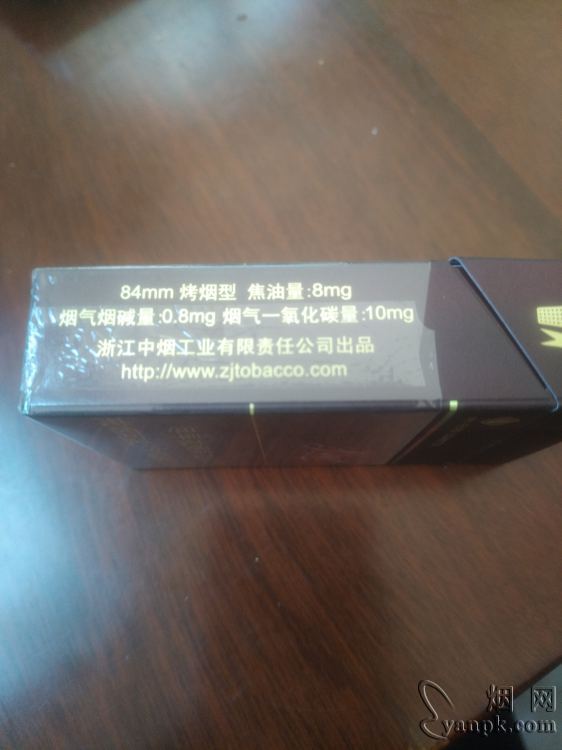 84mm 烤烟型 焦油量:8mg
烟气烟碱量:0.8mg 烟气一氧化碳量:10mg
浙江中烟工业有限责任公司出品
http://www.zjtobacco.com
烟网
yanpk.com